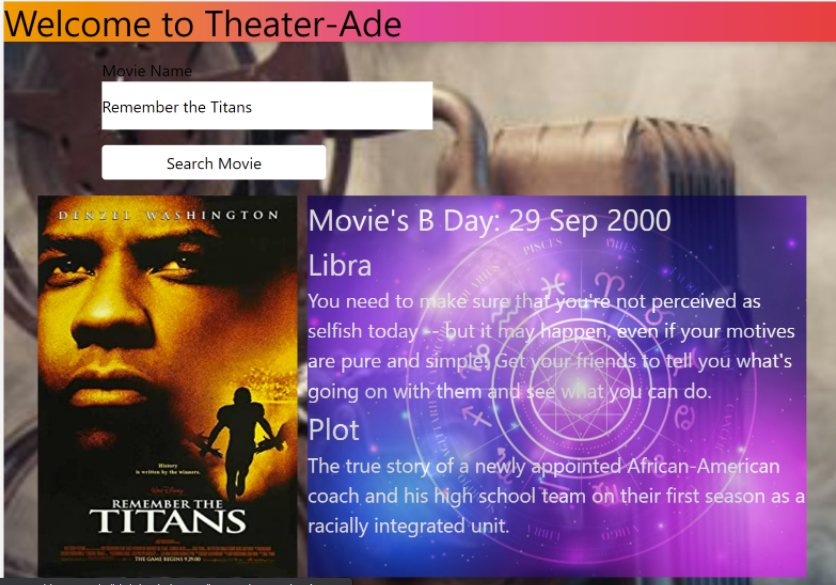 Welcome to Theater-Ade
Movie Name
Remember the Titans
Search Movie
DENZEL WASHINGTON
History
is written by the winners.
REMEMBER THE
TITANS
THE GAME BEGINS 9.29.00
Movie's B Day: 29 Sep 2000
Libra
You need to make sure that you're not perceived as
selfish today -- but it may happen, even if your motives
are pure and simple. Get your friends to tell you what's
going on with them and see what you can do.
Plot
The true story of a newly appointed African-American
coach and his high school team on their first season as a
racially integrated unit.
PISCES
ARIES
LIBRA